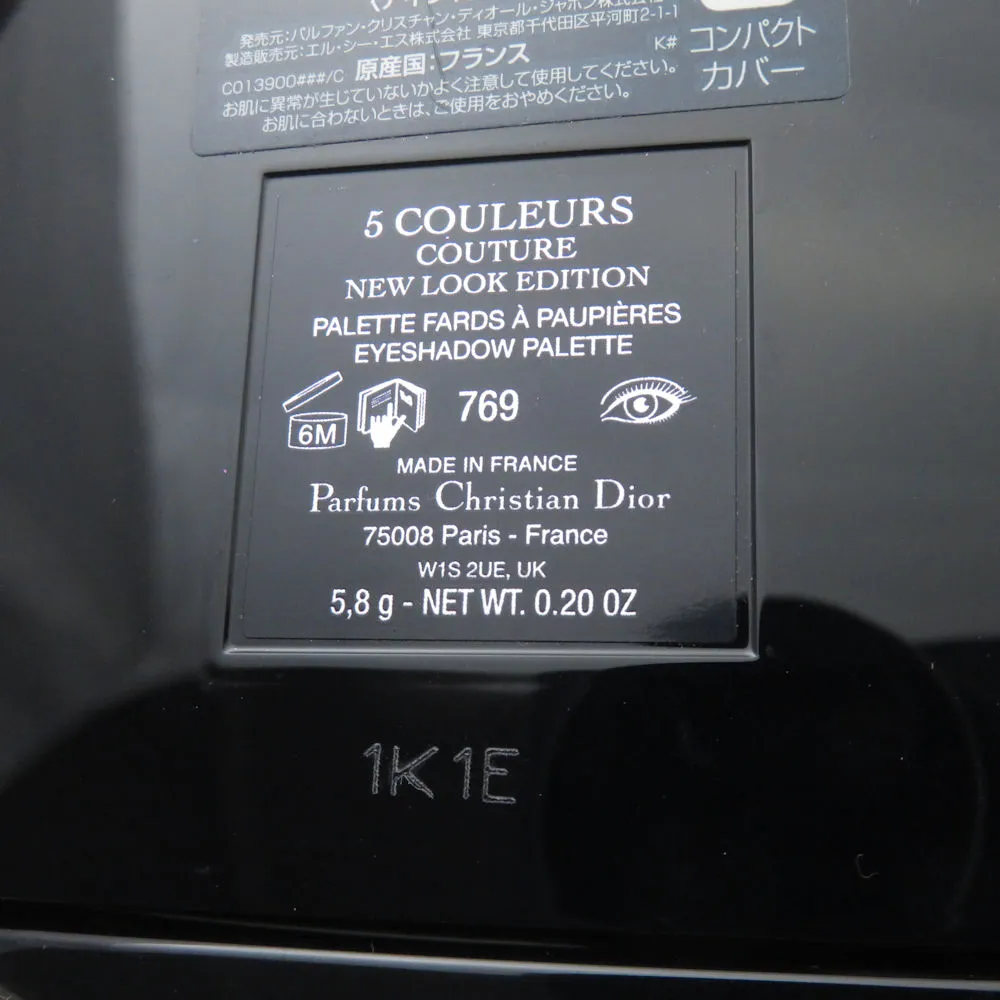 発売元:パルファン・クリスチャン・ディオール・ジャポン株式会社
製造販売元:エル・シー・エス株式会社 東京都千代田区平河町2-1-1
C013900###/C 原産国:フランス K# コンパクト
カバー
お肌に異常が生じていないかよく注意して使用してください。
お肌に合わないときは、ご使用をおやめください。
5 COULEURS
COUTURE
NEW LOOK EDITION
PALETTE FARDS À PAUPIÈRES
EYESHADOW PALETTE
6M 769
MADE IN FRANCE
Parfums Christian Dior
75008 Paris - France
W1S 2UE, UK
5,8 g - NET WT. 0.20 OZ
1K1E